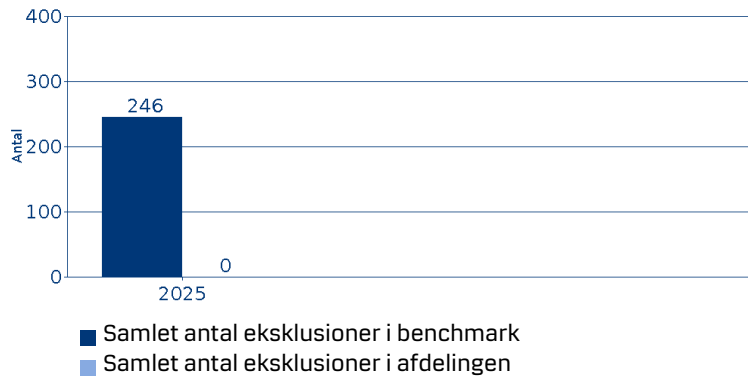 400
300
246
Antal
200
100
0
0
2025
Samlet antal eksklusioner i benchmark
Samlet antal eksklusioner i afdelingen